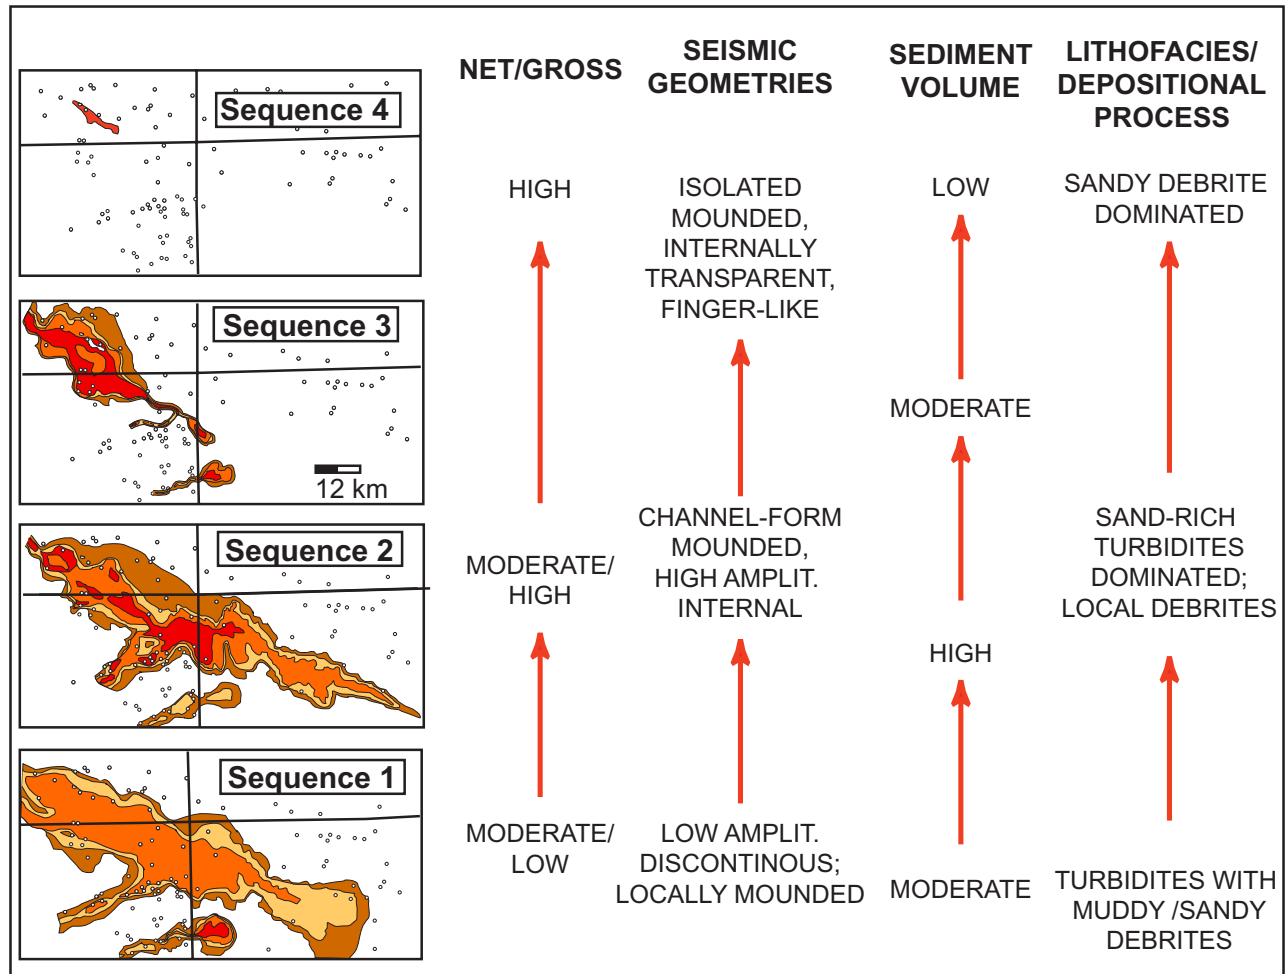 NET/GROSS
SEISMIC
GEOMETRIES
SEDIMENT
VOLUME
LITHOFACIES/
DEPOSITIONAL
PROCESS
Sequence 4
HIGH
ISOLATED
MOUNDED,
INTERNALLY
TRANSPARENT,
FINGER-LIKE
LOW
SANDY DEBRITE
DOMINATED
Sequence 3
12 km
MODERATE
Sequence 2
MODERATE/
HIGH
CHANNEL-FORM
MOUNDED,
HIGH AMPLIT.
INTERNAL
HIGH
SAND-RICH
TURBIDITES
DOMINATED;
LOCAL DEBRITES
Sequence 1
MODERATE/
LOW
LOW AMPLIT.
DISCONTINOUS;
LOCALLY MOUNDED
MODERATE
TURBIDITES WITH
MUDDY /SANDY
DEBRITES